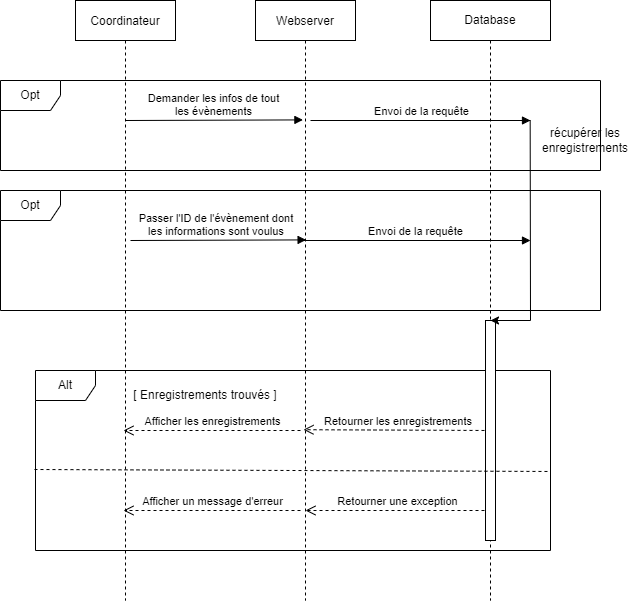 Coordinateur
Webserver
Database
Opt
Demander les infos de tout
les évènements
Envoi de la requête
récupérer les
enregistrements
Opt
Passer l'ID de l'évènement dont
les informations sont voulus
Envoi de la requête
Alt
[ Enregistrements trouvés ]
Afficher les enregistrements
Retourner les enregistrements
Afficher un message d'erreur
Retourner une exception